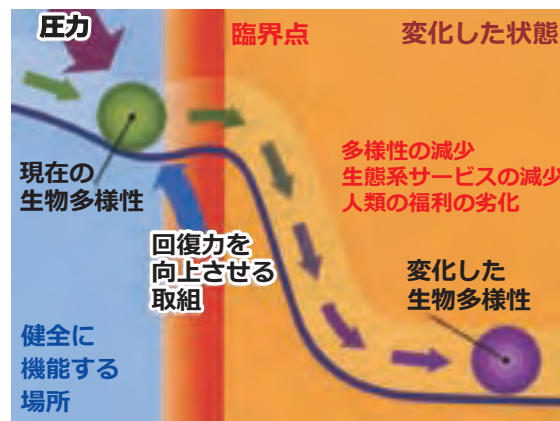 圧力
臨界点
変化した状態
現在の
生物多様性
多様性の減少
生態系サービスの減少
人類の福利の劣化
回復力を
向上させる
取組
変化した
生物多様性
健全に
機能する
場所